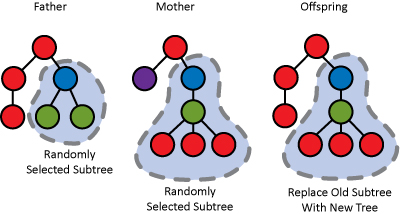 Father
Mother
Offspring
Randomly
Selected Subtree
Randomly
Selected Subtree
Replace Old Subtree
With New Tree